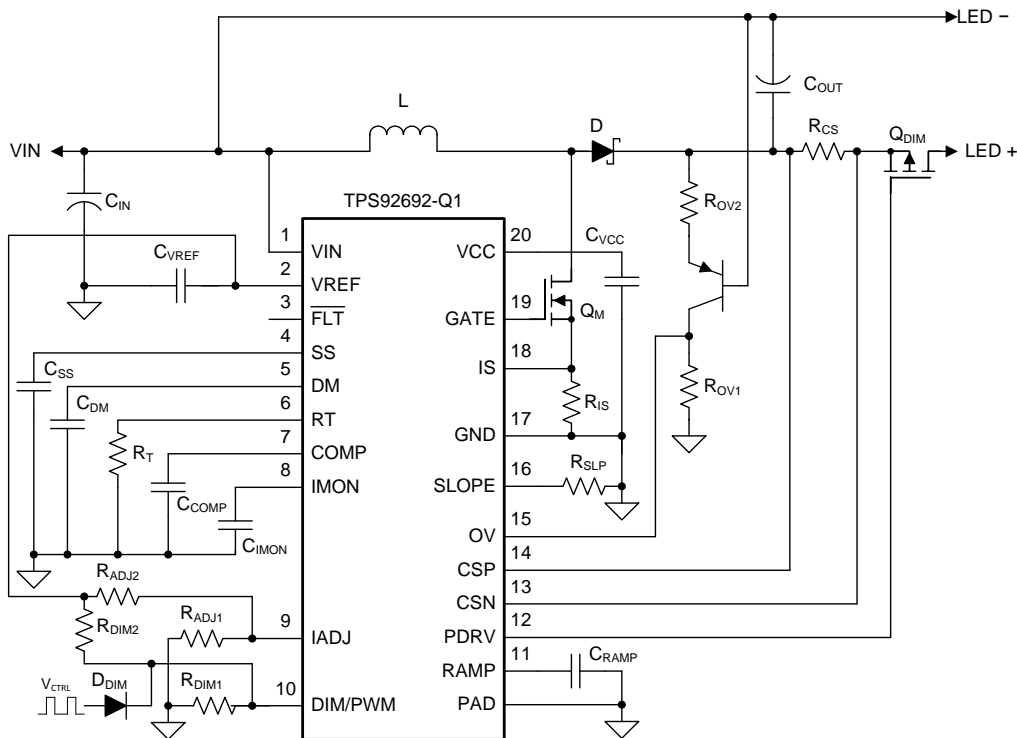 LED −
C_OUT
L
D
R_CS
Q_DIM
VIN
LED +
C_IN
TPS92692-Q1
R_OV2
C_VREF
1
VIN
VCC
20
C_VCC
2
VREF
3
FLT
GATE
19
Q_M
4
SS
IS
18
C_SS
5
DM
R_IS
R_OV1
C_DM
6
RT
GND
17
R_T
7
COMP
SLOPE
16
R_SLP
8
IMON
C_COMP
C_IMON
OV
15
CSP
14
R_ADJ2
CSN
13
R_DIM2
R_ADJ1
9
IADJ
PDRV
12
RAMP
11
C_RAMP
V_CTRL
D_DIM
R_DIM1
10
DIM/PWM
PAD